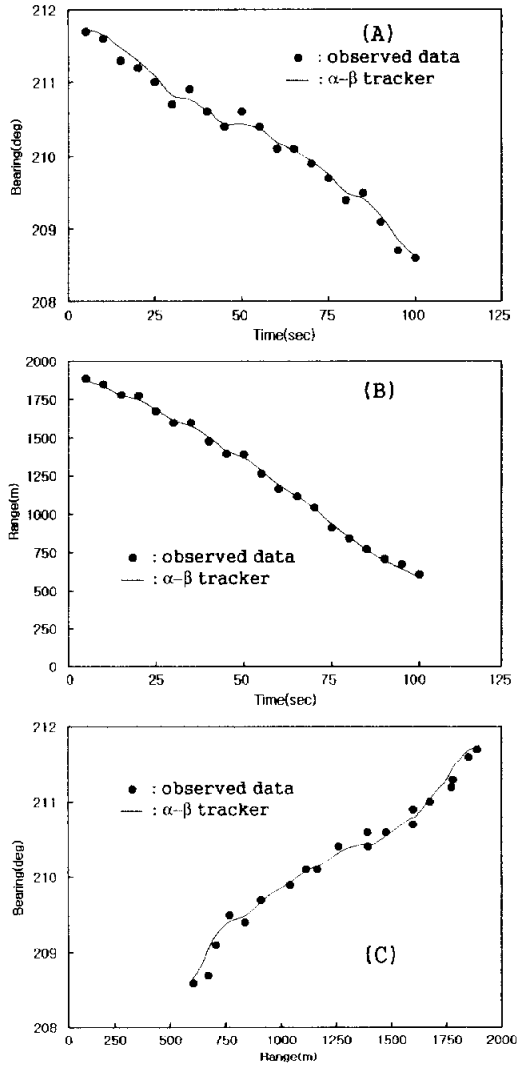 212
(A)
● : observed data
— : α-β tracker
211
Bearing(deg)
210
209
208
0 25 50 75 100 125
Time(sec)
2000
(B)
1750
1500
1250
Range(m)
1000
750
● : observed data
— : α-β tracker
500
250
0
0 25 50 75 100 125
Time(sec)
212
● : observed data
— : α-β tracker
211
Bearing(deg)
210
209
(C)
208
0 250 500 750 1000 1250 1500 1750 2000
Range(m)